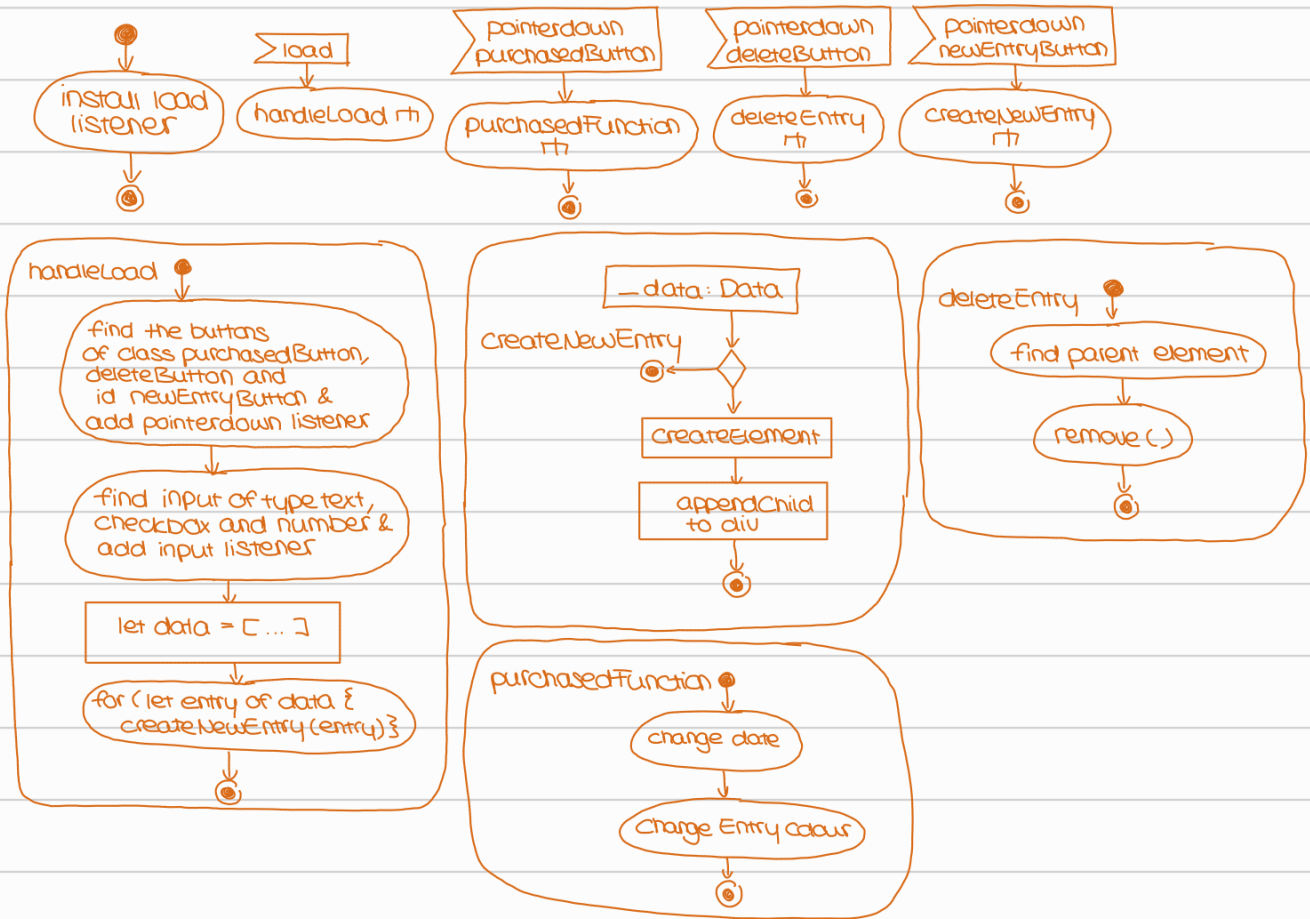 install load
listener
load
handleLoad
pointerdown
purchasedButton
purchasedFunction
pointerdown
deleteButton
deleteEntry
pointerdown
newEntryButton
createNewEntry
handleLoad
find the buttons
of class purchasedButton,
deleteButton and
id newEntryButton &
add pointerdown listener
find input of type text,
checkbox and number &
add input listener
let data = [...]
for (let entry of data {
createNewEntry(entry)}
_data: Data
createNewEntry
createElement
appendChild
to div
deleteEntry
find parent element
remove()
purchasedFunction
change date
change Entry colour